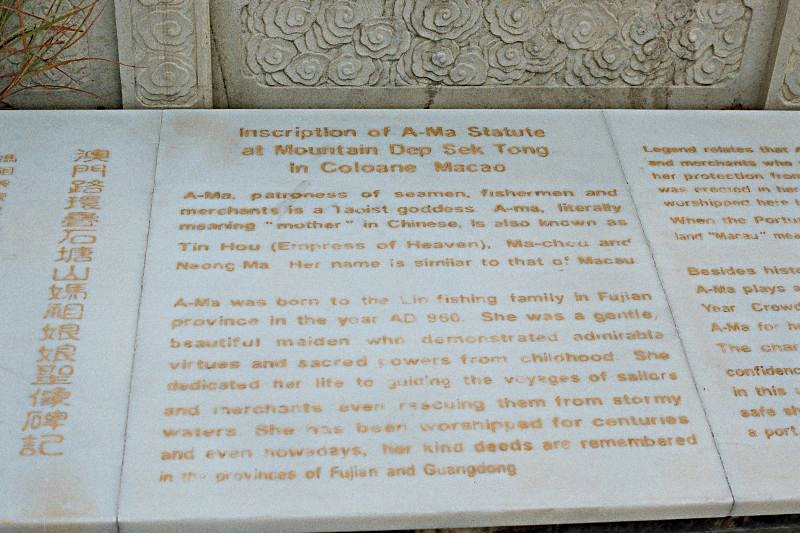 澳門路環疊石塘山媽祖娘娘聖像碑記
Inscription of A-Ma Statute
at Mountain Dep Sek Tong
in Coloane Macao
A-Ma, patroness of seamen, fishermen and
merchants is a Taoist goddess. A-ma, literally
meaning "mother" in Chinese, is also known as
Tin Hou (Empress of Heaven), Ma-chou and
Neong Ma. Her name is similar to that of Macau
A-Ma was born to the Lin fishing family in Fujian
province in the year AD 960. She was a gentle,
beautiful maiden who demonstrated admirable
virtues and sacred powers from childhood. She
dedicated her life to guiding the voyages of sailors
and merchants even rescuing them from stormy
waters. She has been worshipped for centuries
and even nowadays, her kind deeds are remembered
in the provinces of Fujian and Guangdong
Legend relates that
and merchants who
her protection from
was erected in her
worshipped here
When the Portu
land "Macau" mea
Besides histo
A-Ma plays a
Year. Crowd
A-Ma for h
The char
confidenc
in this
safe sh
a port